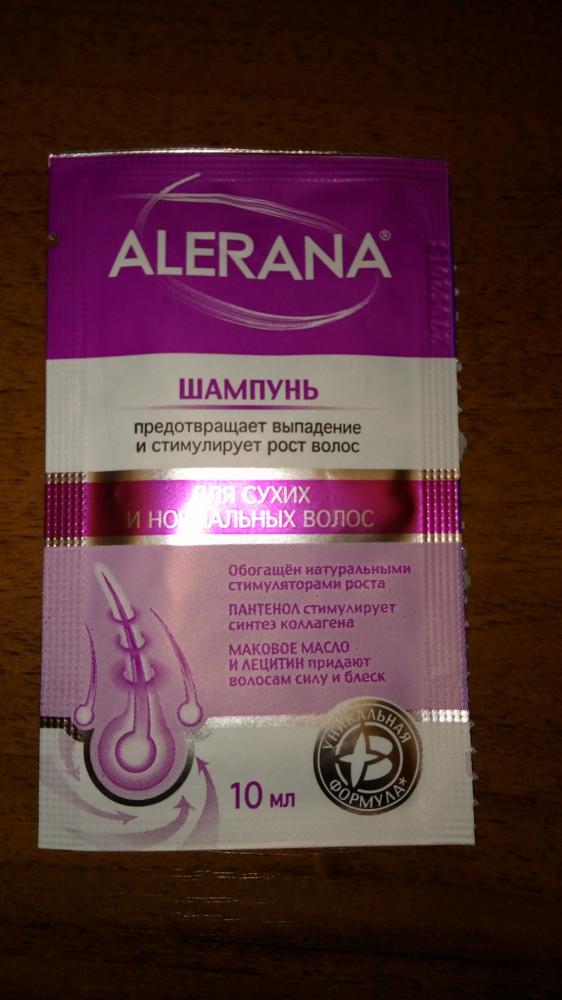 ALERANA®
ШАМПУНЬ
предотвращает выпадение
и стимулирует рост волос
ДЛЯ СУХИХ
И НОРМАЛЬНЫХ ВОЛОС
Обогащён натуральными
стимуляторами роста
ПАНТЕНОЛ стимулирует
синтез коллагена
МАКОВОЕ МАСЛО
И ЛЕЦИТИН придают
волосам силу и блеск
УНИКАЛЬНАЯ
ФОРМУЛА*
10 мл